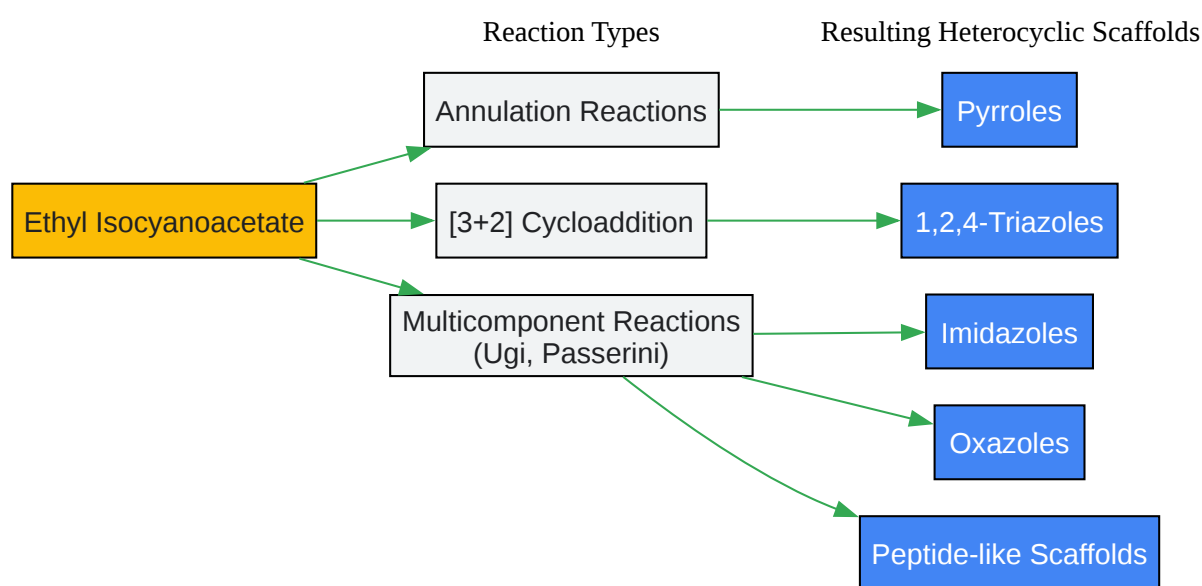 Reaction Types
Resulting Heterocyclic Scaffolds
Annulation Reactions
Pyrroles
Ethyl Isocyanoacetate
[3+2] Cycloaddition
1,2,4-Triazoles
Multicomponent Reactions
(Ugi, Passerini)
Imidazoles
Oxazoles
Peptide-like Scaffolds